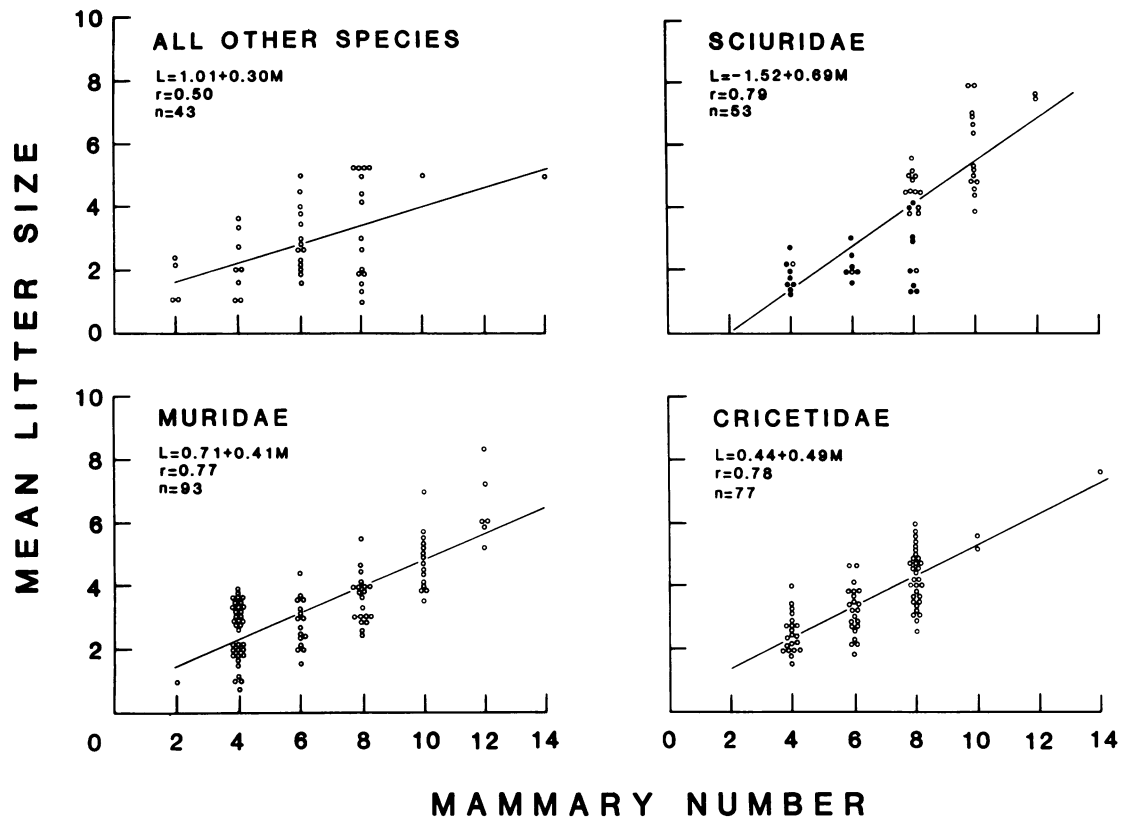 MEAN LITTER SIZE
10
8
6
4
2
0
ALL OTHER SPECIES
L=1.01+0.30M
r=0.50
n=43
SCIURIDAE
L=-1.52+0.69M
r=0.79
n=53
10
8
6
4
2
0
MURIDAE
L=0.71+0.41M
r=0.77
n=93
2 4 6 8 10 12 14
CRICETIDAE
L=0.44+0.49M
r=0.78
n=77
0 2 4 6 8 10 12 14
MAMMARY NUMBER